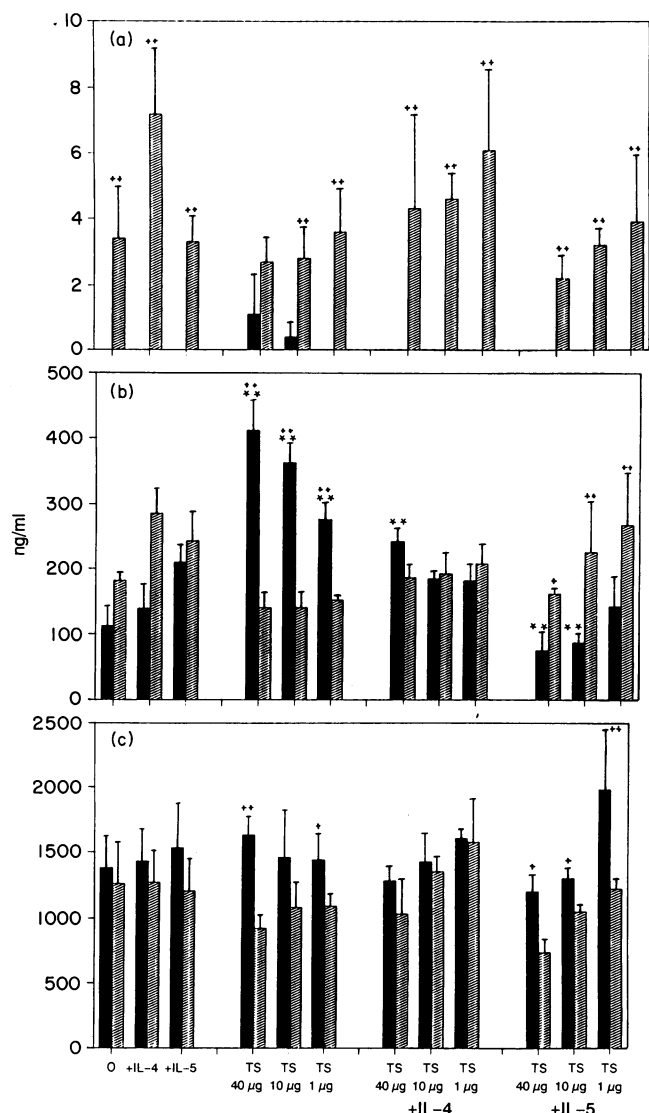 (a)
10
8
6
4
2
0
++ ++ ++ ++ ++ ++ ++ ++ ++ ++ ++
(b)
500
400
300
200
100
0
ng/ml
++ ++ ++
** ** ** ** ** ** + ++ ++
(c)
2500
2000
1500
1000
500
0
++ + + + ++
0 +IL-4 +IL-5 TS TS TS TS TS TS TS TS TS
40 µg 10 µg 1 µg 40 µg 10 µg 1 µg 40 µg 10 µg 1 µg
+IL-4 +IL-5